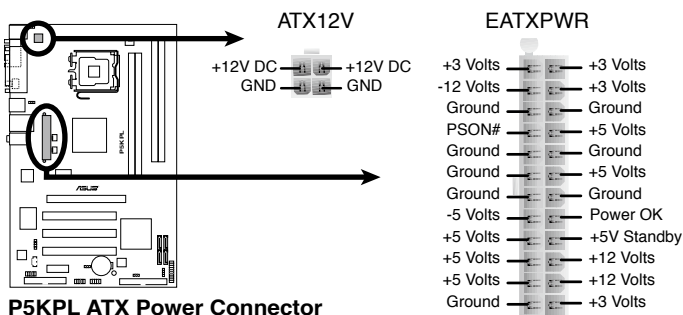 ATX12V
+12V DC +12V DC
GND GND
EATXPWR
+3 Volts +3 Volts
-12 Volts +3 Volts
Ground Ground
PSON# +5 Volts
Ground Ground
Ground +5 Volts
Ground Ground
-5 Volts Power OK
+5 Volts +5V Standby
+5 Volts +12 Volts
+5 Volts +12 Volts
Ground +3 Volts
P5KPL
ASUS
P5KPL ATX Power Connector